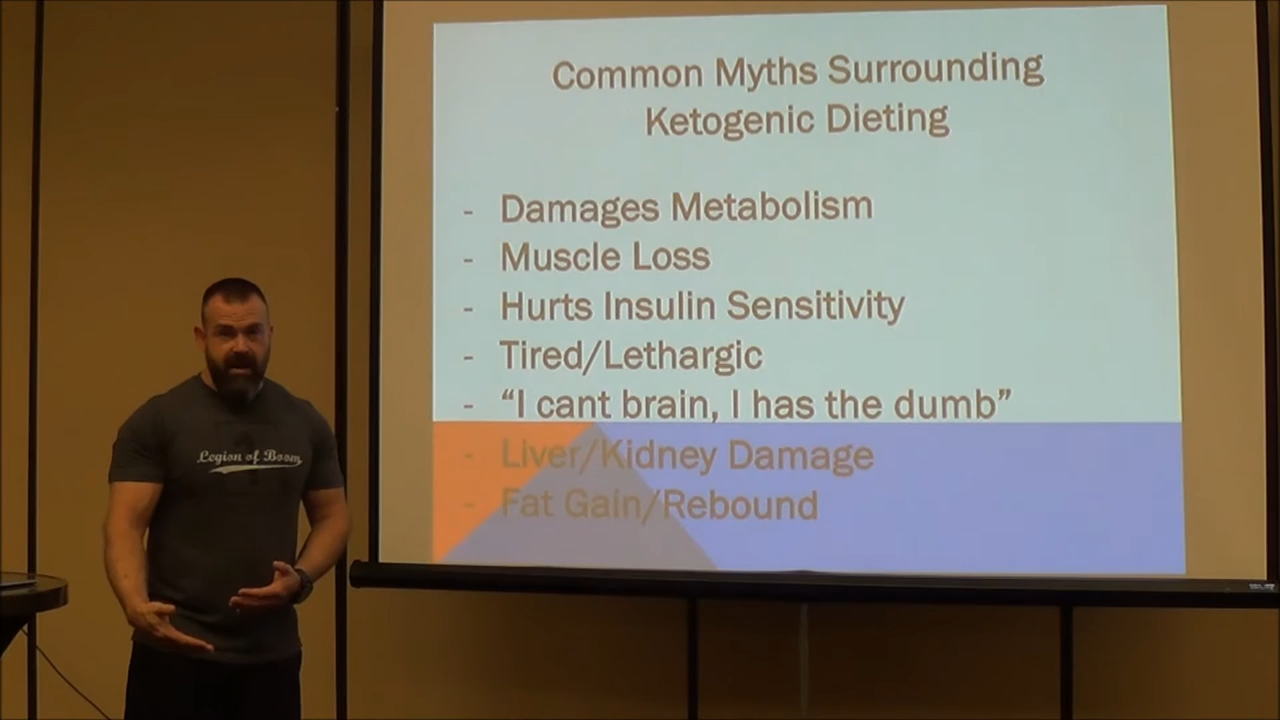 Common Myths Surrounding
Ketogenic Dieting
- Damages Metabolism
- Muscle Loss
- Hurts Insulin Sensitivity
- Tired/Lethargic
- “I cant brain, I has the dumb”
- Liver/Kidney Damage
- Fat Gain/Rebound
Legion of Boom